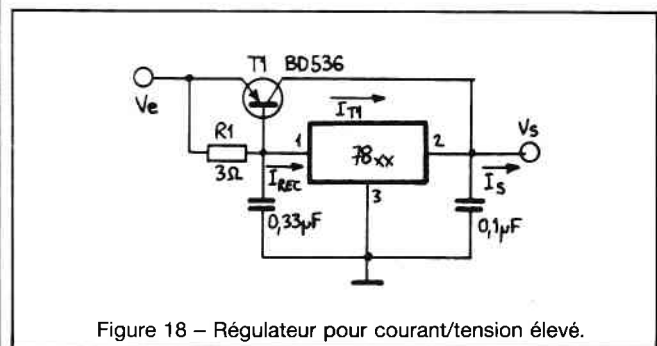 T1 BD536
Ve
I_T1
R1
3Ω
1
78xx
2
Vs
I_REC
I_S
3
0,33µF
0,1µF
Figure 18 – Régulateur pour courant/tension élevé.